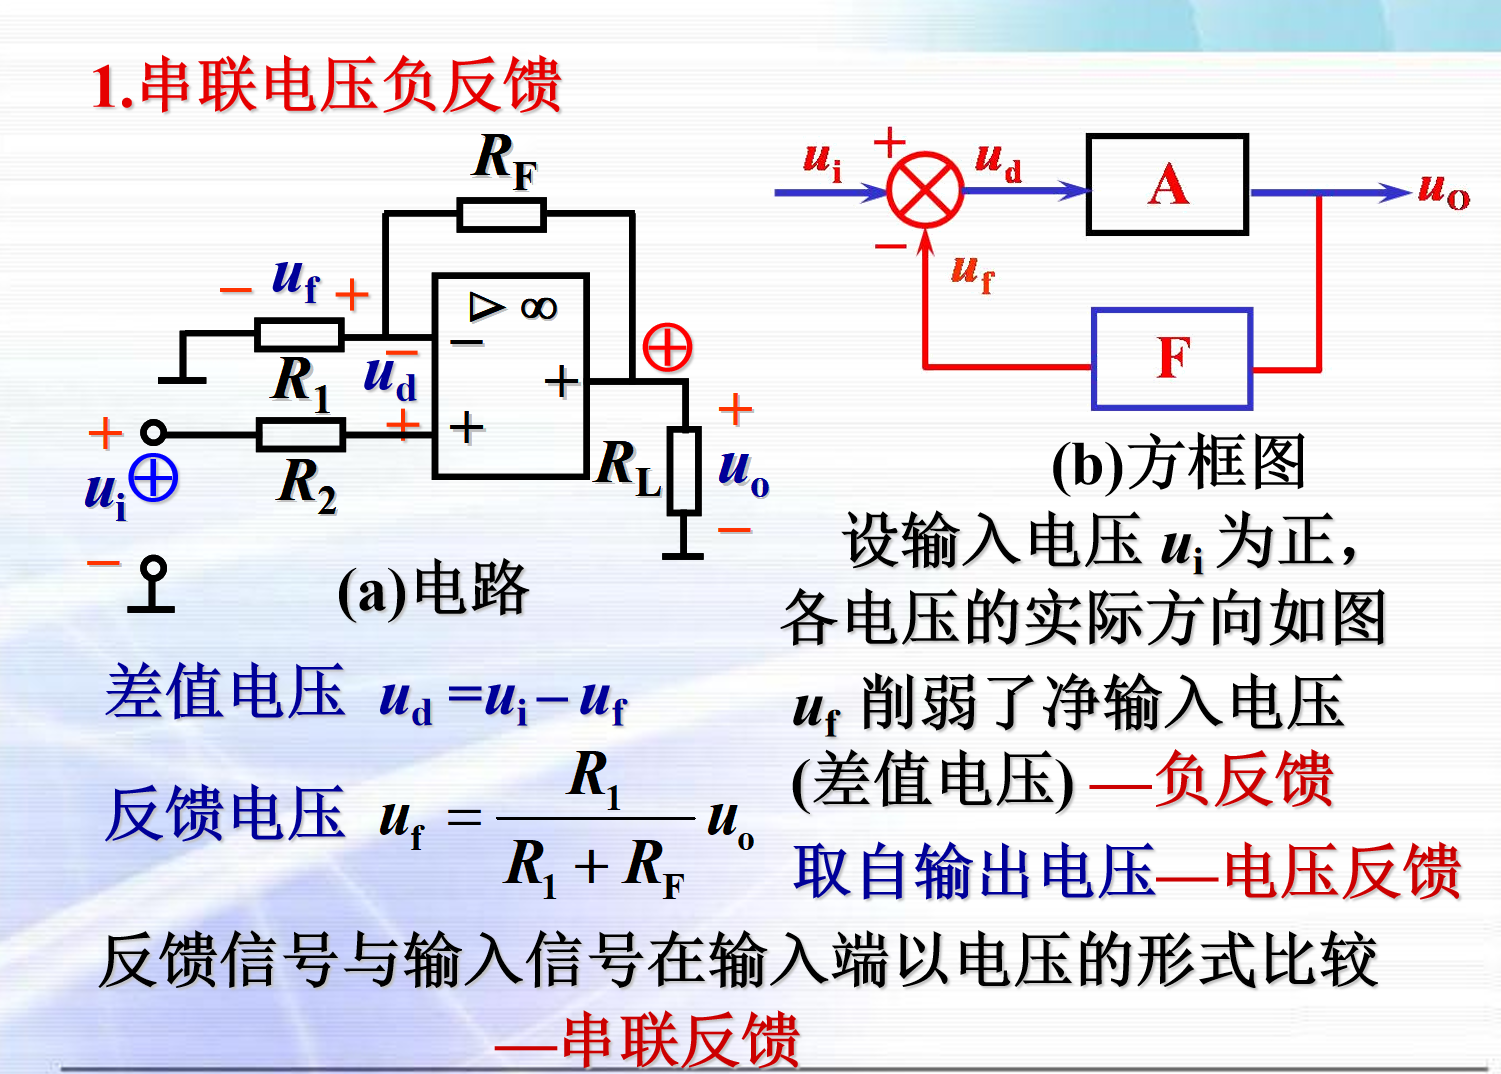 1.串联电压负反馈
R_F
− u_f +
▷ ∞
−
R_1
u_d
−
+
+
+
⊕
+
u_i
⊕
−
R_2
R_L
+
u_o
−
(a)电路
u_i
+
u_d
A
u_o
−
u_f
F
(b)方框图
设输入电压 u_i 为正，
各电压的实际方向如图
差值电压 u_d =u_i − u_f
u_f 削弱了净输入电压
(差值电压) —负反馈
反馈电压 u_f = R_1 / (R_1 + R_F) u_o
取自输出电压—电压反馈
反馈信号与输入信号在输入端以电压的形式比较
—串联反馈